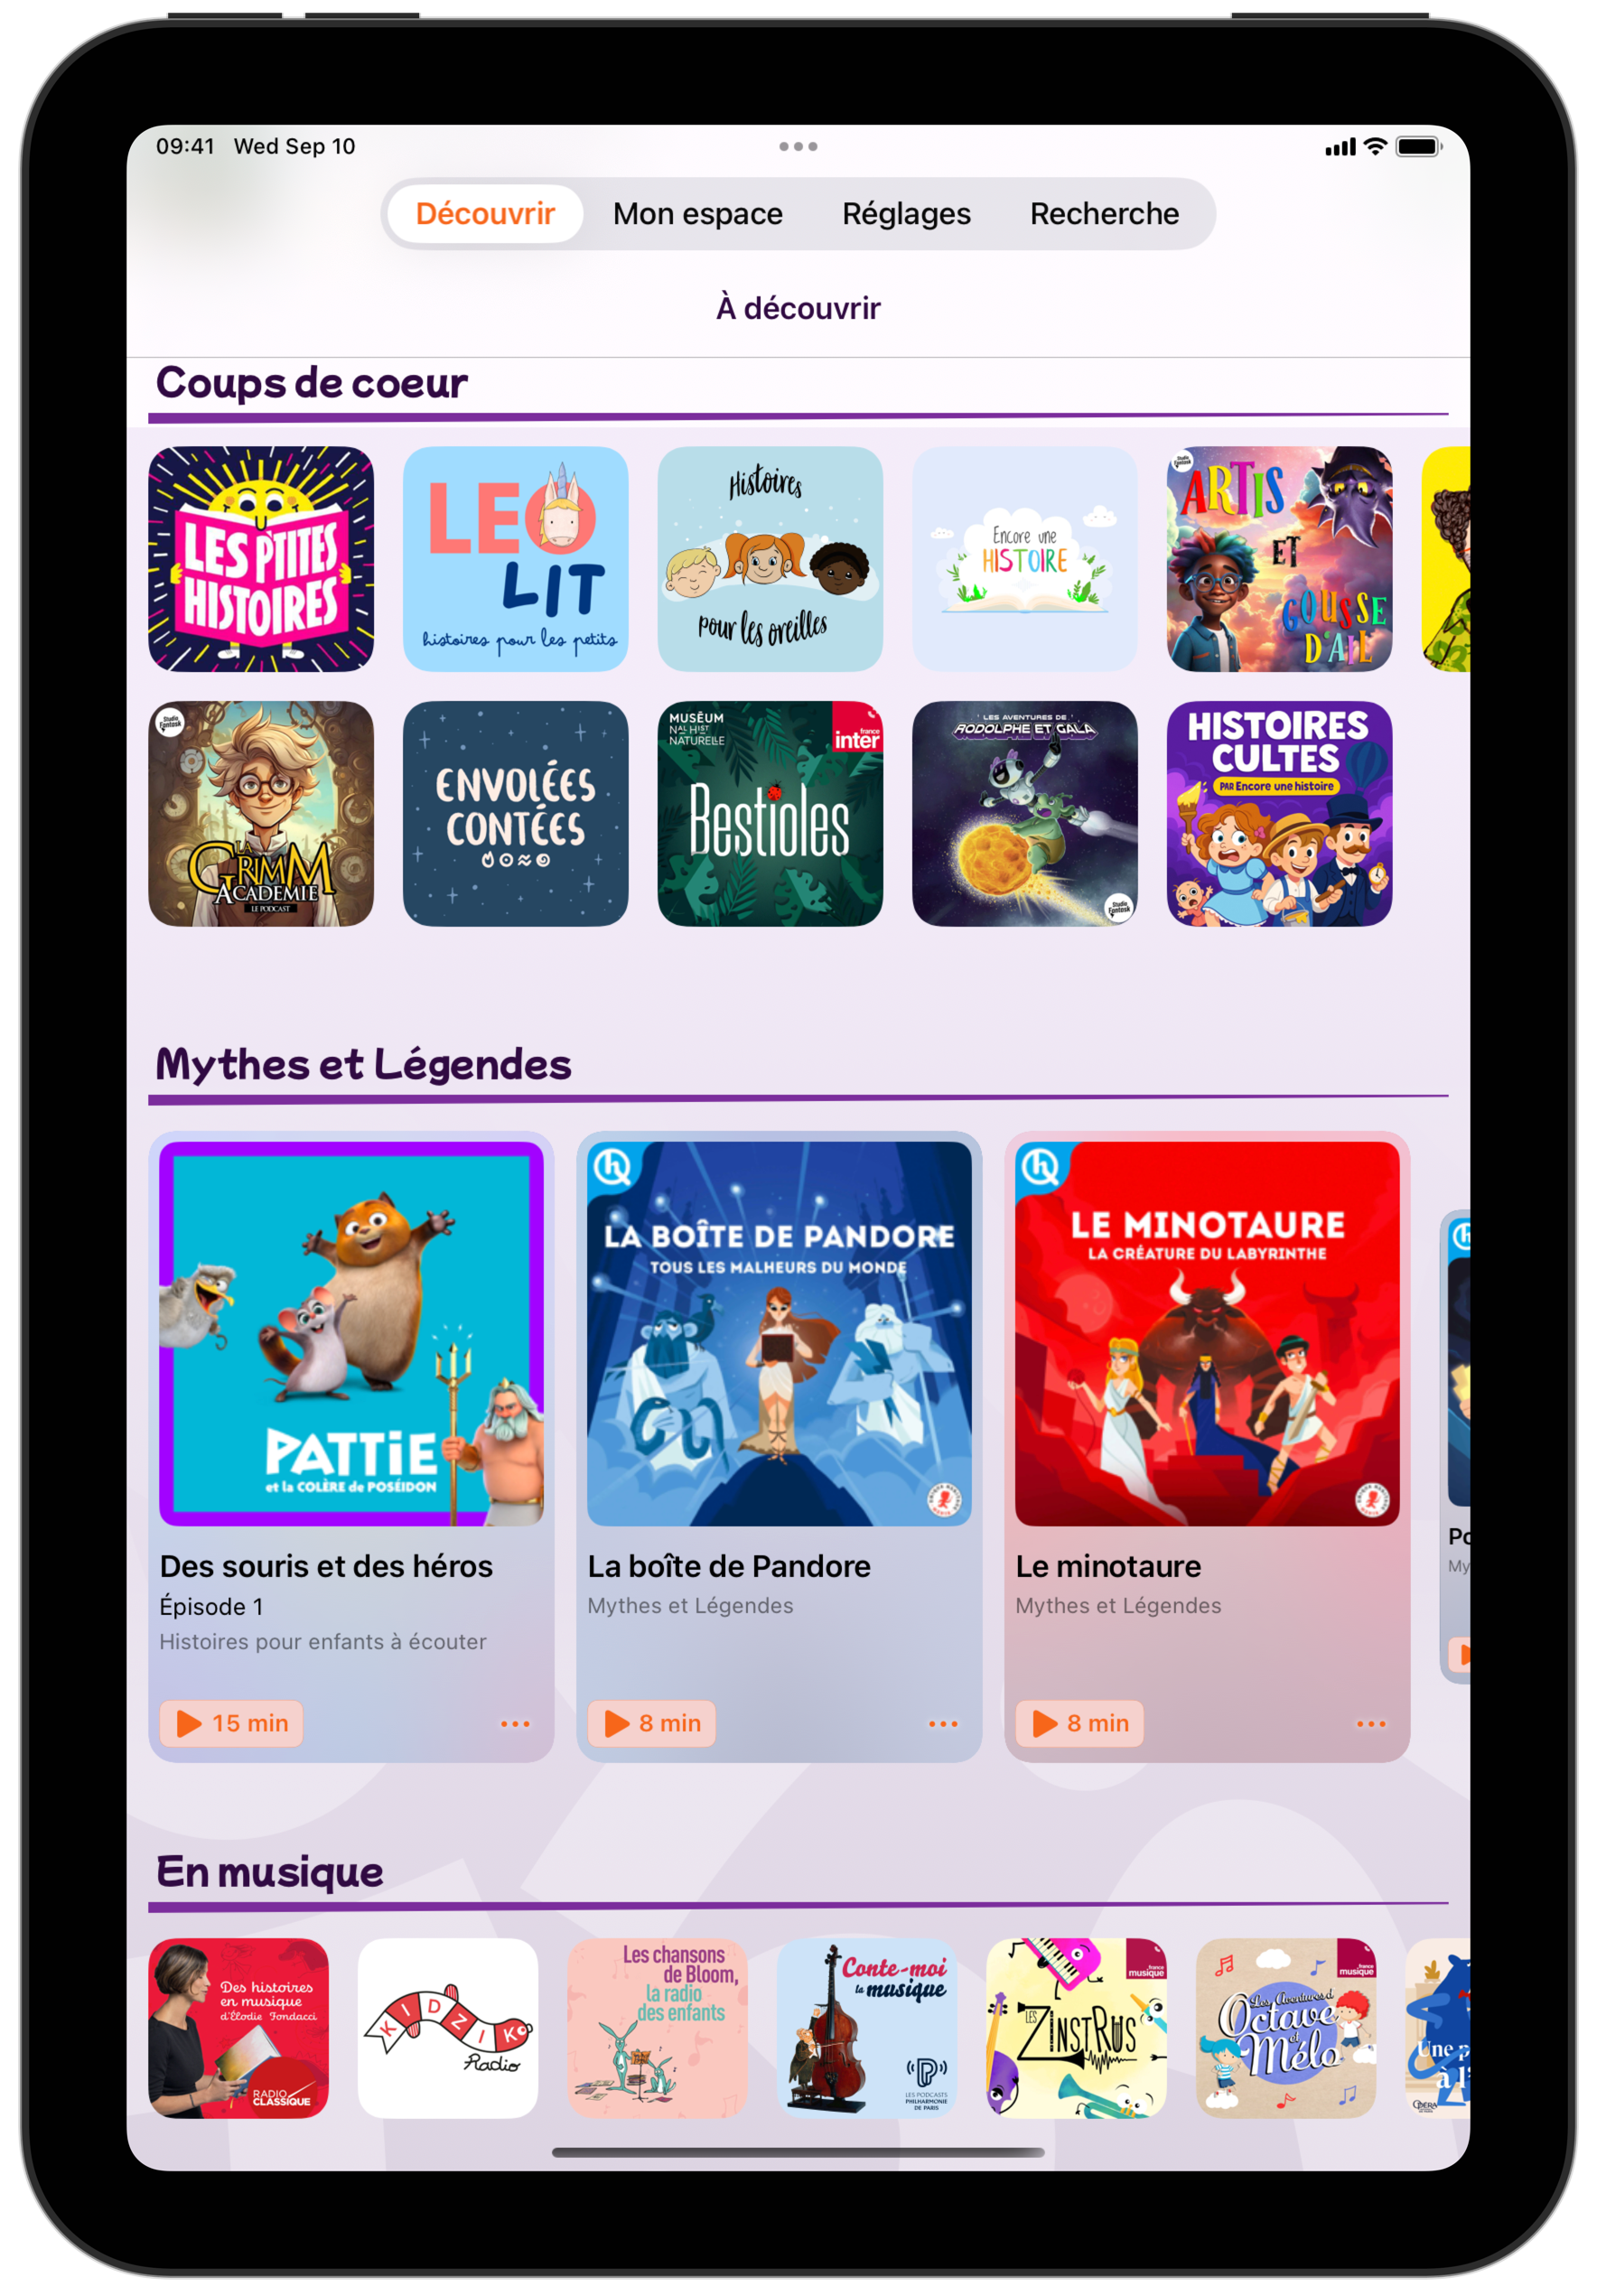 09:41 Wed Sep 10
Découvrir
Mon espace
Réglages
Recherche
À découvrir
Coups de coeur
LES P'TITES
HISTOIRES
LEO
LIT
histoires pour les petits
Histoires
pour les oreilles
Encore une
HISTOIRE
Studio
Fantask
ARTIS
ET
GOUSSE
D'AIL
Studio
Fantask
LA
GRIMM
ACADEMIE
LE PODCAST
ENVOLÉES
CONTÉES
MUSÉUM
NAL HIST
NATURELLE
france
inter
Bestioles
LES AVENTURES DE
RODOLPHE ET GALA
Studio
Fantask
HISTOIRES
CULTES
PAR Encore une histoire
Mythes et Légendes
PATTIE
et la COLÈRE de POSÉIDON
Des souris et des héros
Épisode 1
Histoires pour enfants à écouter
15 min
LA BOÎTE DE PANDORE
TOUS LES MALHEURS DU MONDE
La boîte de Pandore
Mythes et Légendes
8 min
LE MINOTAURE
LA CRÉATURE DU LABYRINTHE
Le minotaure
Mythes et Légendes
8 min
Po
My
En musique
Des histoires
en musique
d'Élodie Fondacci
RADIO
CLASSIQUE
KIDZIK
Radio
Les chansons
de Bloom,
la radio
des enfants
Conte-moi
la musique
LES PODCASTS
PHILHARMONIE
DE PARIS
france
musique
LES
ZINSTRUS
france
musique
Les Aventures d'
Octave
et
Mélo
Une p
à l'
OPÉRA